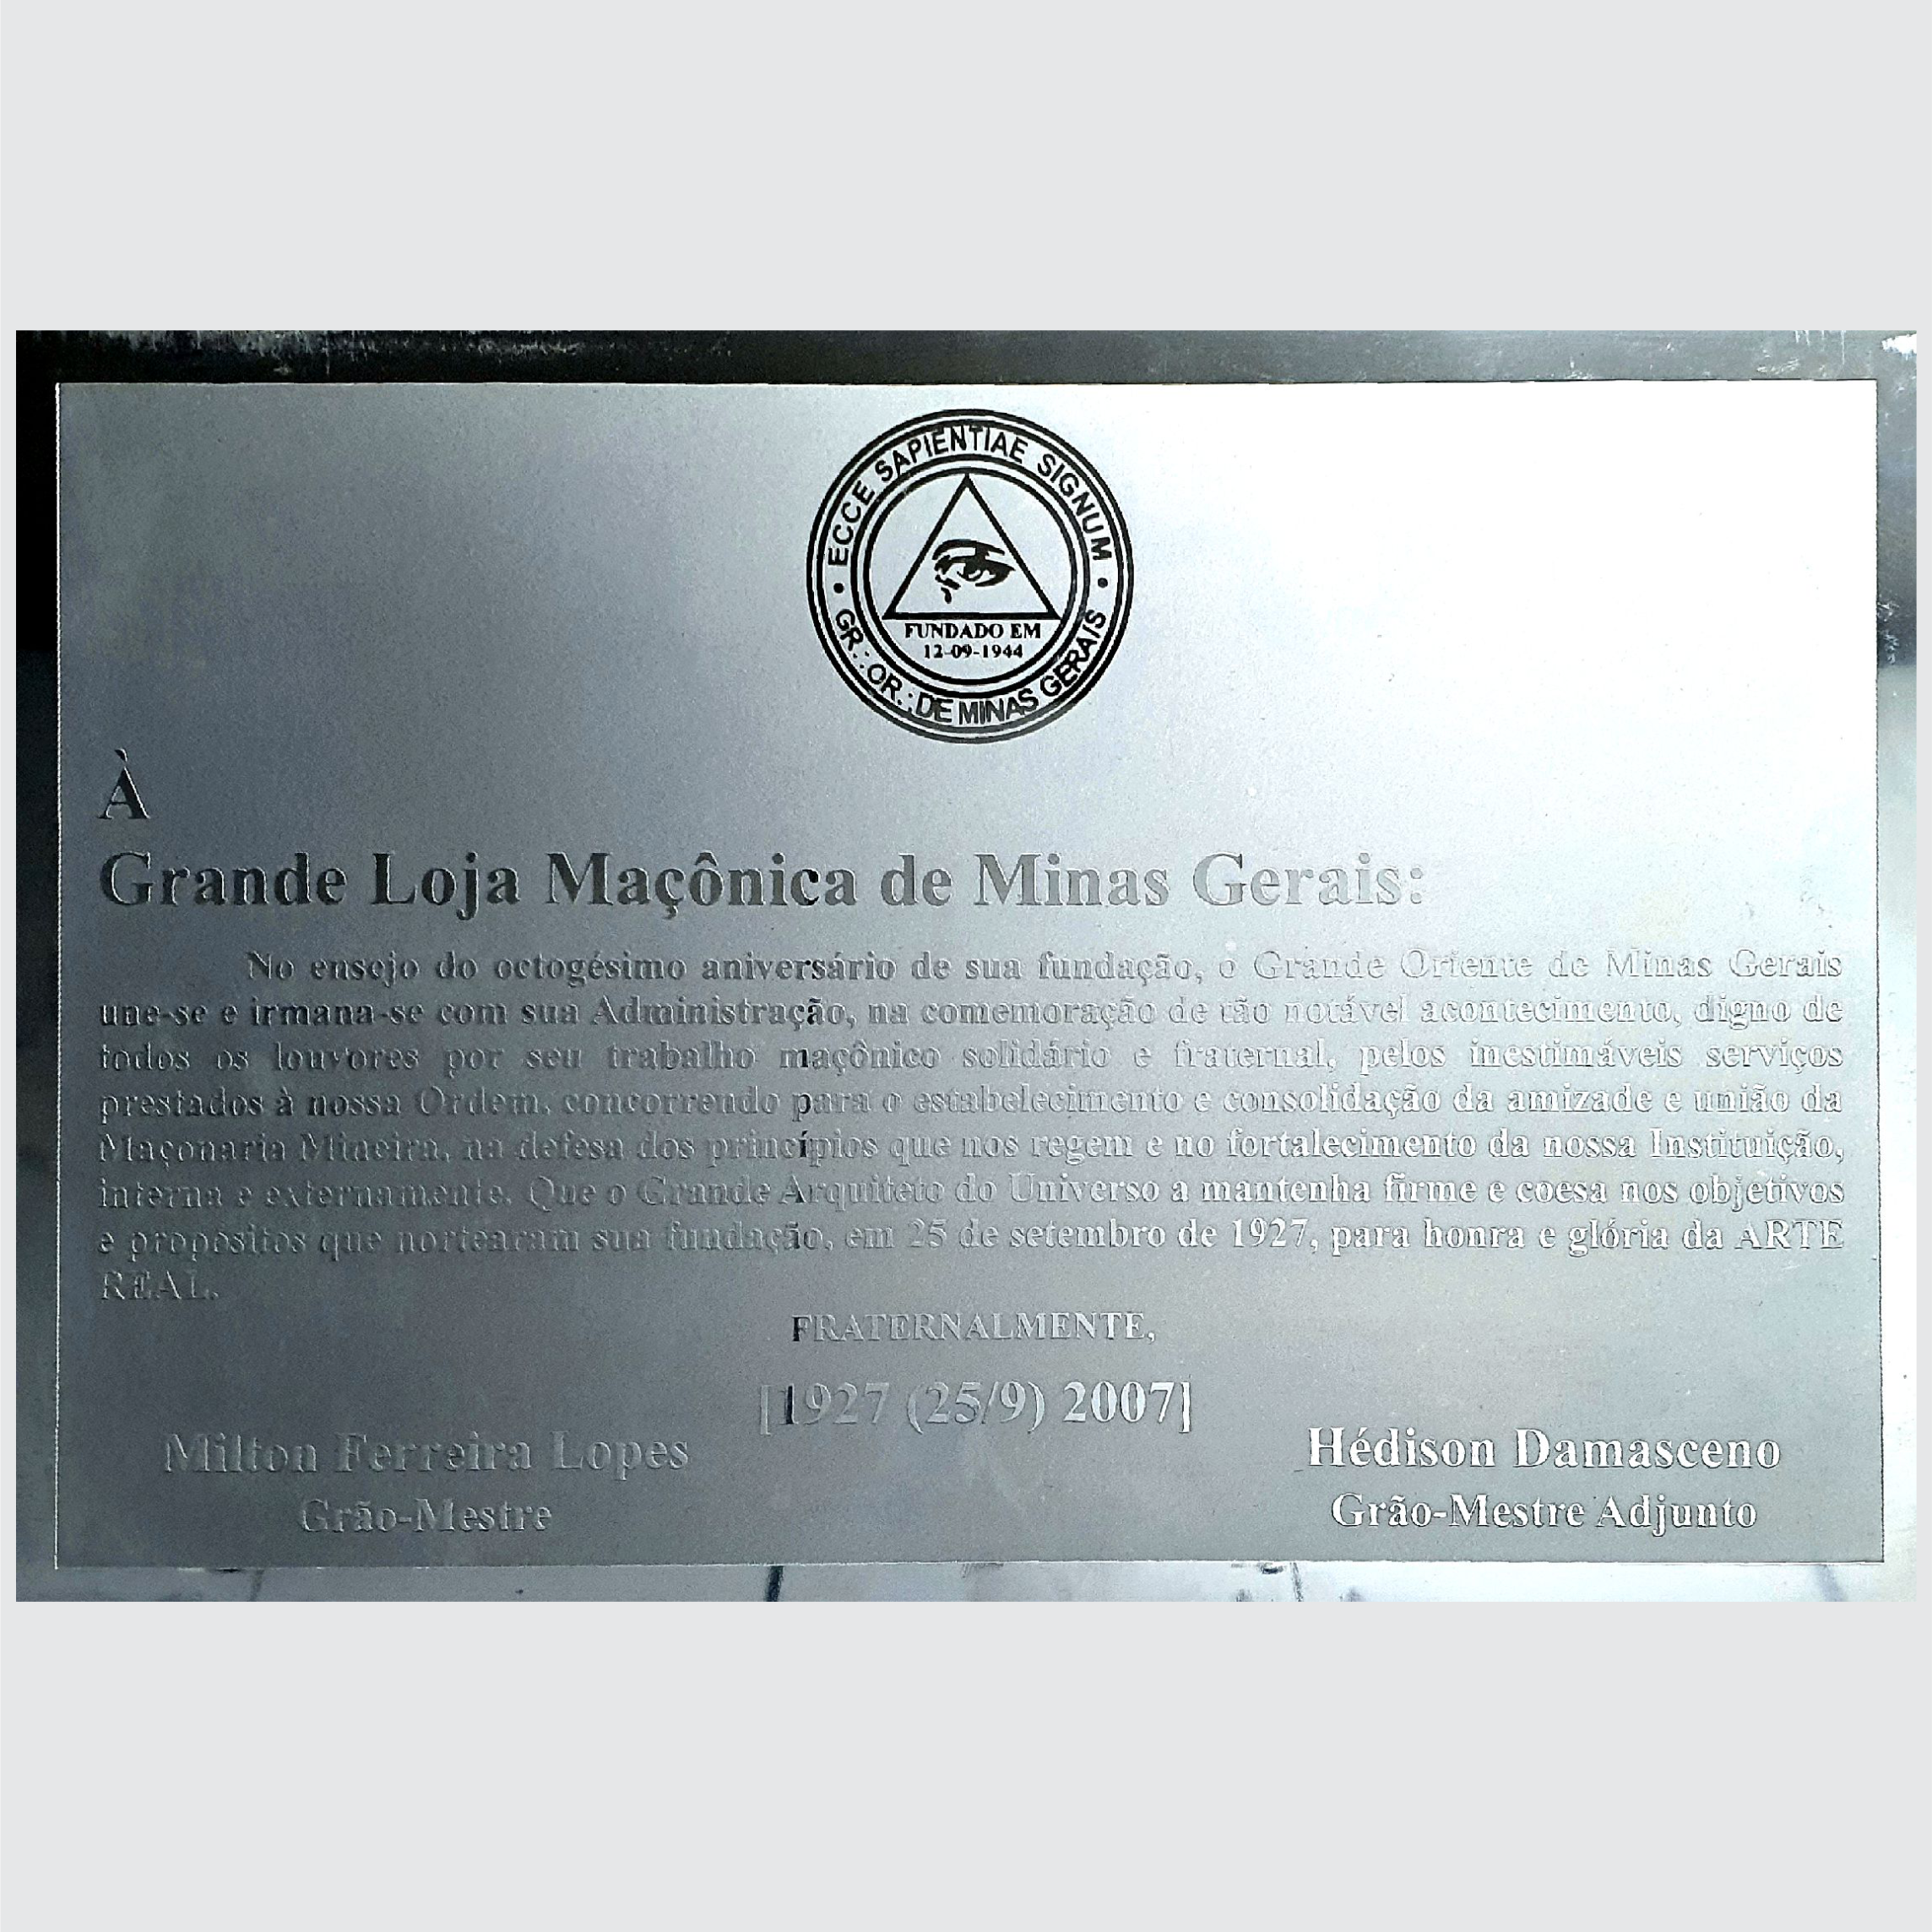 ECCE SAPIENTIAE SIGNUM
FUNDADO EM
12-09-1944
GR.: OR.: DE MINAS GERAIS
À
Grande Loja Maçônica de Minas Gerais:
No ensejo do octogésimo aniversário de sua fundação, o Grande Oriente de Minas Gerais
une-se e irmana-se com sua Administração, na comemoração de tão notável acontecimento, digno de
todos os louvores por seu trabalho maçônico solidário e fraternal, pelos inestimáveis serviços
prestados à nossa Ordem, concorrendo para o estabelecimento e consolidação da amizade e união da
Maçonaria Mineira, na defesa dos princípios que nos regem e no fortalecimento da nossa Instituição,
interna e externamente. Que o Grande Arquiteto do Universo a mantenha firme e coesa nos objetivos
e propósitos que nortearam sua fundação, em 25 de setembro de 1927, para honra e glória da ARTE
REAL.
FRATERNALMENTE,
[1927 (25/9) 2007]
Milton Ferreira Lopes
Grão-Mestre
Hédison Damasceno
Grão-Mestre Adjunto